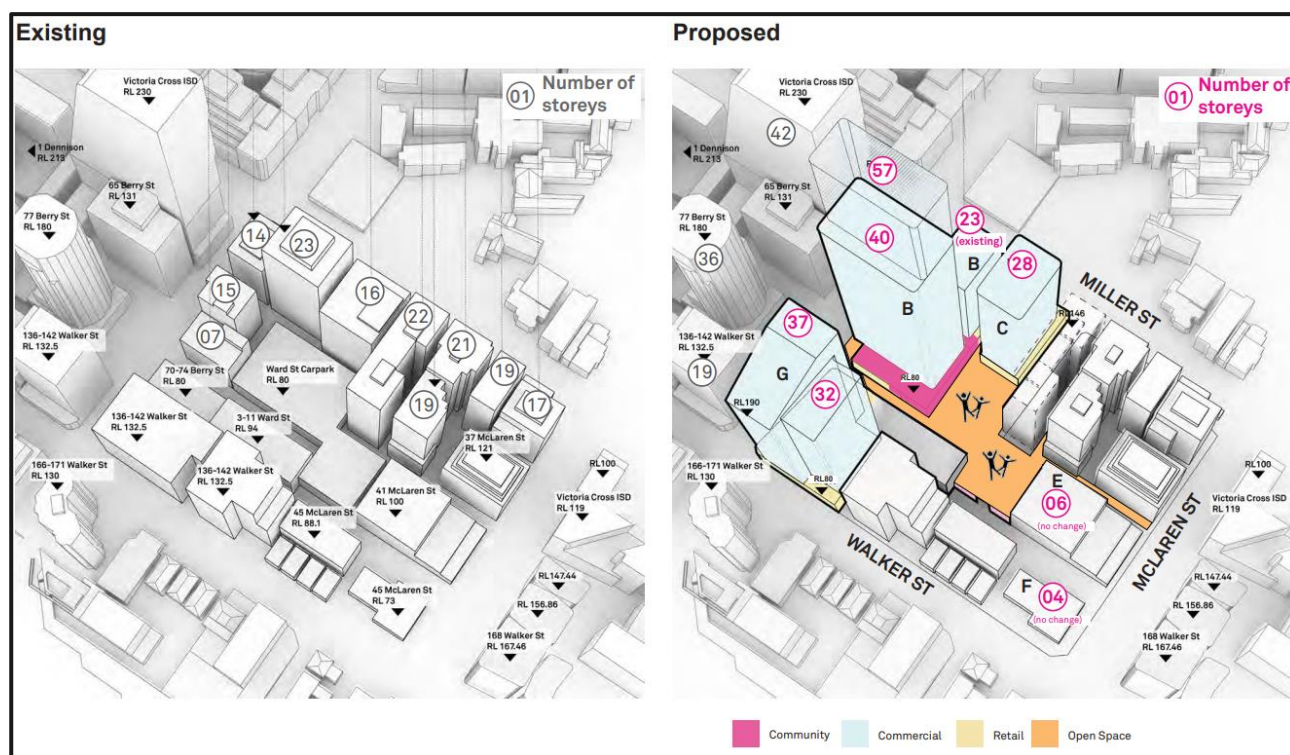 Existing
01 Number of
storeys
Victoria Cross ISD
RL 230
1 Dennison
RL 213
65 Berry St
RL 131
77 Berry St
RL 180
14
23
15
16
22
07
21
19
19
17
136-142 Walker St
RL 132.5
70-74 Berry St
RL 80
Ward St Carpark
RL 80
3-11 Ward St
RL 94
136-142 Walker St
RL 132.5
136-142 Walker St
RL 132.5
37 McLaren St
RL 121
166-171 Walker St
RL 130
41 McLaren St
RL 100
45 McLaren St
RL 88.1
RL100
Victoria Cross ISD
RL 119
45 McLaren St
RL 73
RL147.44
RL 156.86
168 Walker St
RL 167.46
Proposed
01 Number of
storeys
Victoria Cross ISD
RL 230
42
1 Dennison
RL 213
65 Berry St
RL 131
77 Berry St
RL 180
36
57
40
23
(existing)
B
28
B
C
MILLER ST
RL146
37
136-142 Walker St
RL 132.5
19
G
32
RL80
RL190
RL80
166-171 Walker St
RL 130
E
06
(no change)
RL100
Victoria Cross ISD
RL 119
WALKER ST
MCLAREN ST
F
04
(no change)
RL147.44
RL 156.86
168 Walker St
RL 167.46
Community
Commercial
Retail
Open Space